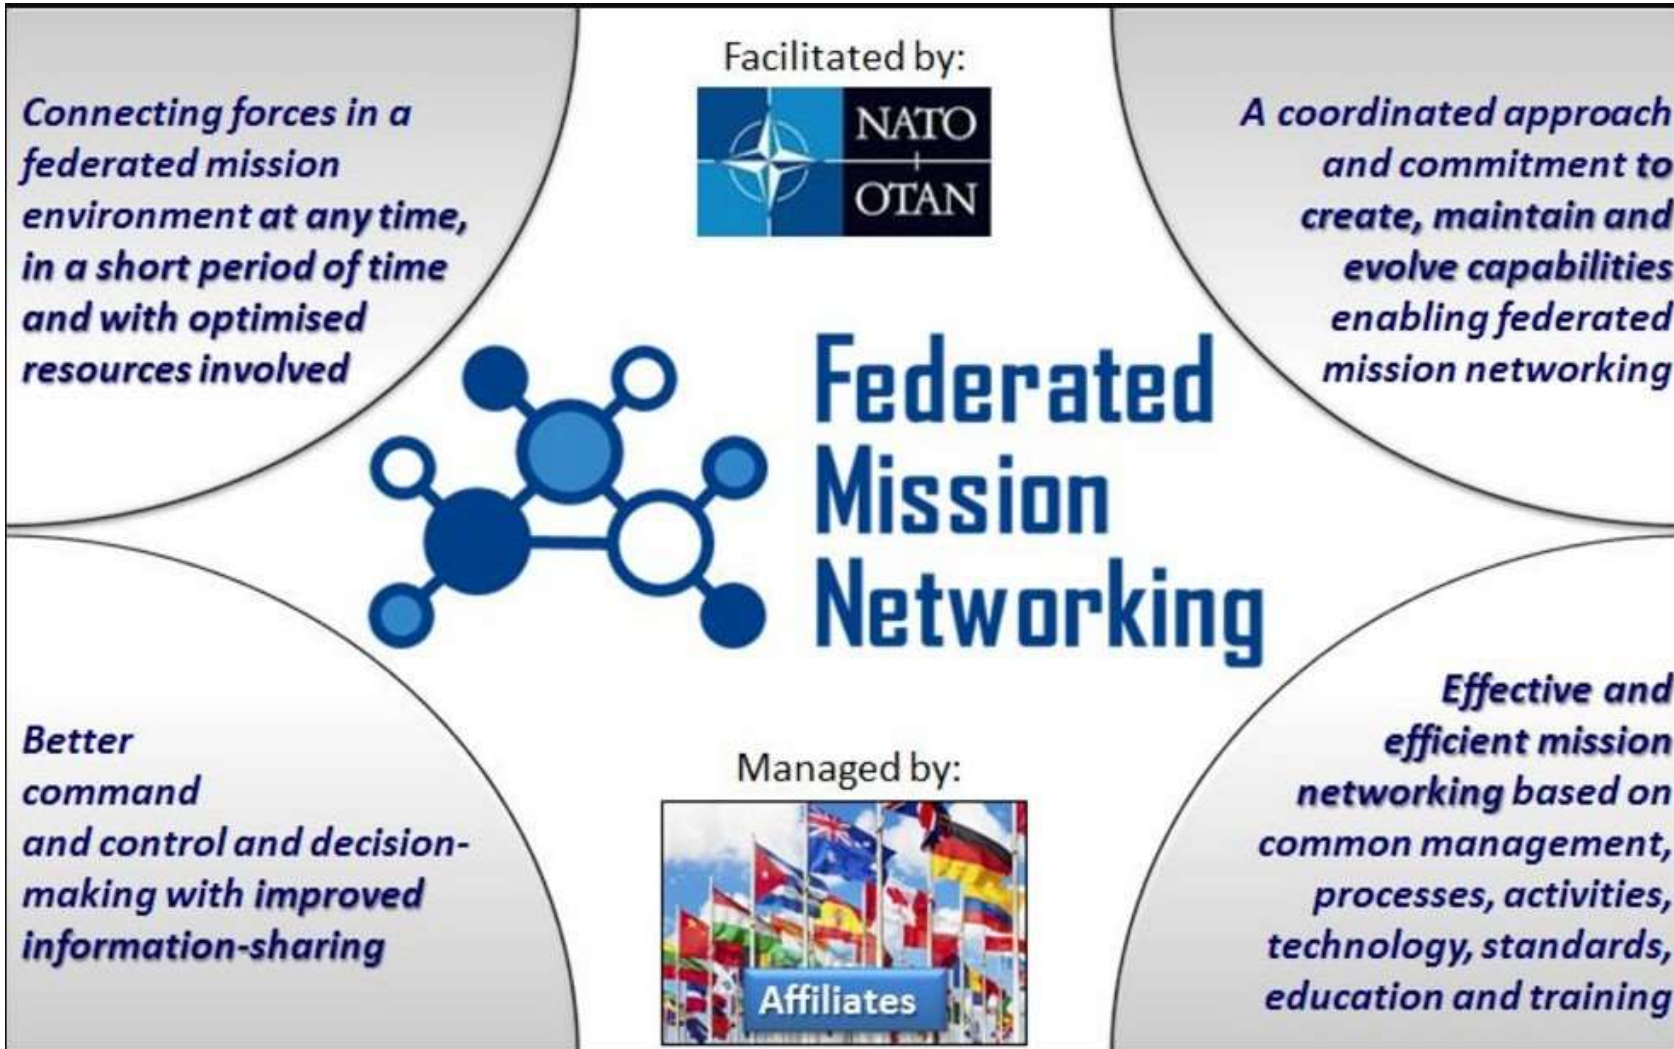 Connecting forces in a
federated mission
environment at any time,
in a short period of time
and with optimised
resources involved
Facilitated by:
NATO
OTAN
A coordinated approach
and commitment to
create, maintain and
evolve capabilities
enabling federated
mission networking
Federated
Mission
Networking
Better
command
and control and decision-
making with improved
information-sharing
Managed by:
Affiliates
Effective and
efficient mission
networking based on
common management,
processes, activities,
technology, standards,
education and training